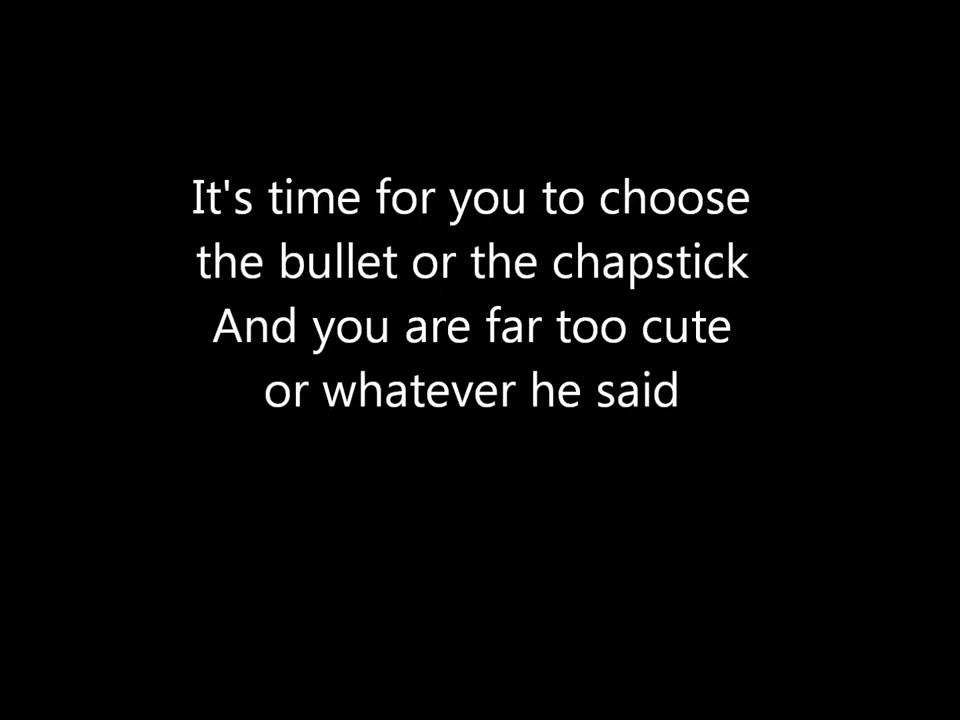 It's time for you to choose
the bullet or the chapstick
And you are far too cute
or whatever he said